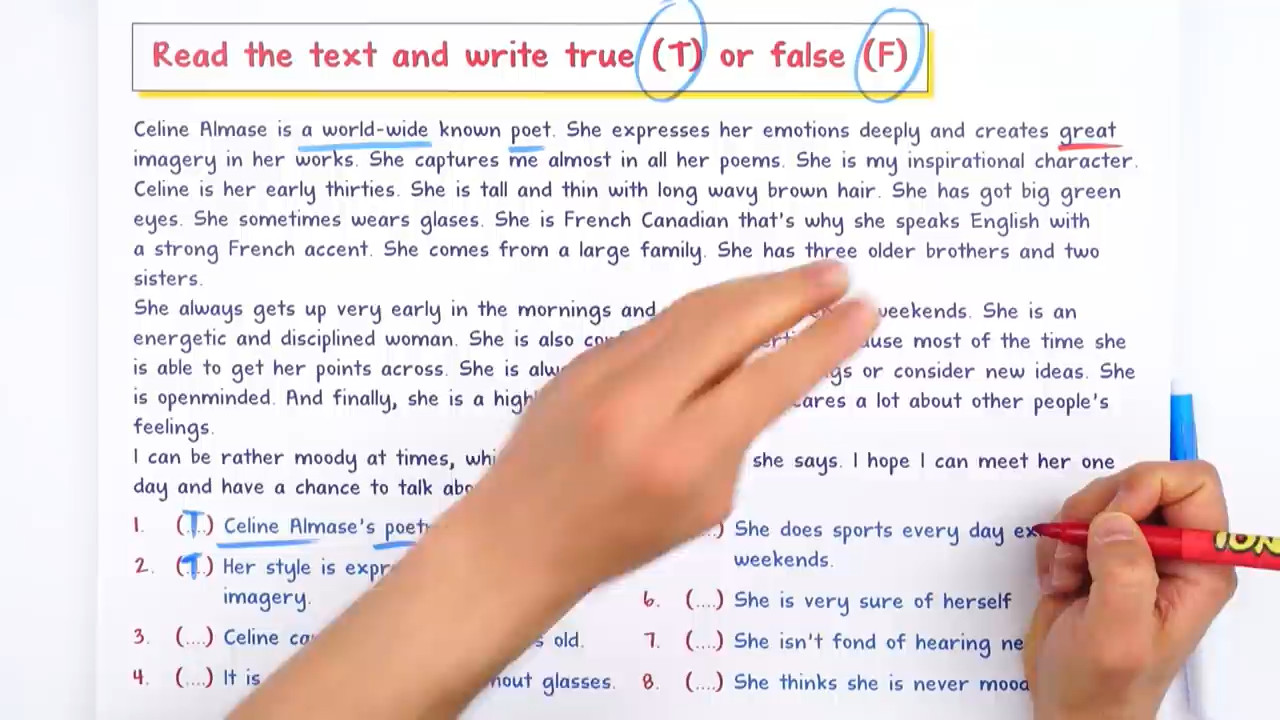 Read the text and write true (T) or false (F)
Celine Almase is a world-wide known poet. She expresses her emotions deeply and creates great
imagery in her works. She captures me almost in all her poems. She is my inspirational character.
Celine is her early thirties. She is tall and thin with long wavy brown hair. She has got big green
eyes. She sometimes wears glases. She is French Canadian that's why she speaks English with
a strong French accent. She comes from a large family. She has three older brothers and two
sisters.
She always gets up very early in the mornings and weekends. She is an
energetic and disciplined woman. She is also most of the time she
is able to get her points across. She is or consider new ideas. She
is openminded. And finally, she is a cares a lot about other people's
feelings.
I can be rather moody at times, she says. I hope I can meet her one
day and have a chance to talk
1. (T) Celine Almase's
2. (T) Her style is
imagery.
3. (....) Celine old.
4. (....) It is glasses.
She does sports every day
weekends.
6. (....) She is very sure of herself
7. (....) She isn't fond of hearing
8. (....) She thinks she is never